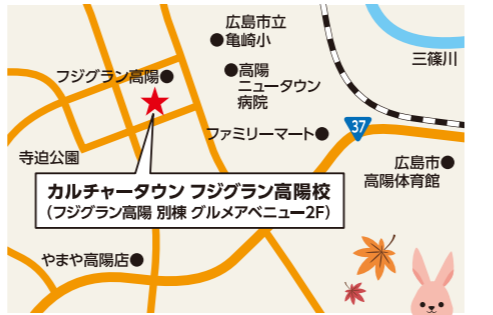 広島市立
●亀崎小
三篠川
フジグラン高陽●
●高陽
ニュータウン
病院
ファミリーマート●
37
寺迫公園
広島市●
高陽体育館
カルチャータウン フジグラン高陽校
(フジグラン高陽 別棟 グルメアベニュー2F)
やまや高陽店●